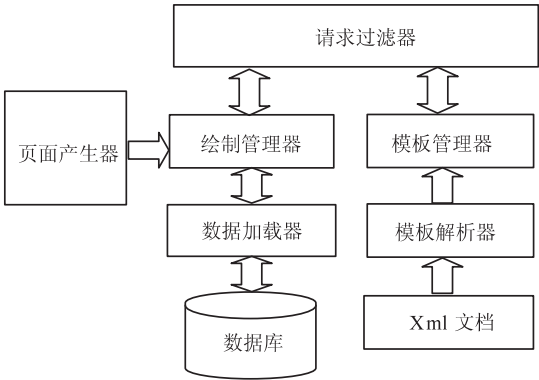 请求过滤器
页面产生器
绘制管理器
模板管理器
数据加载器
模板解析器
数据库
Xml 文档